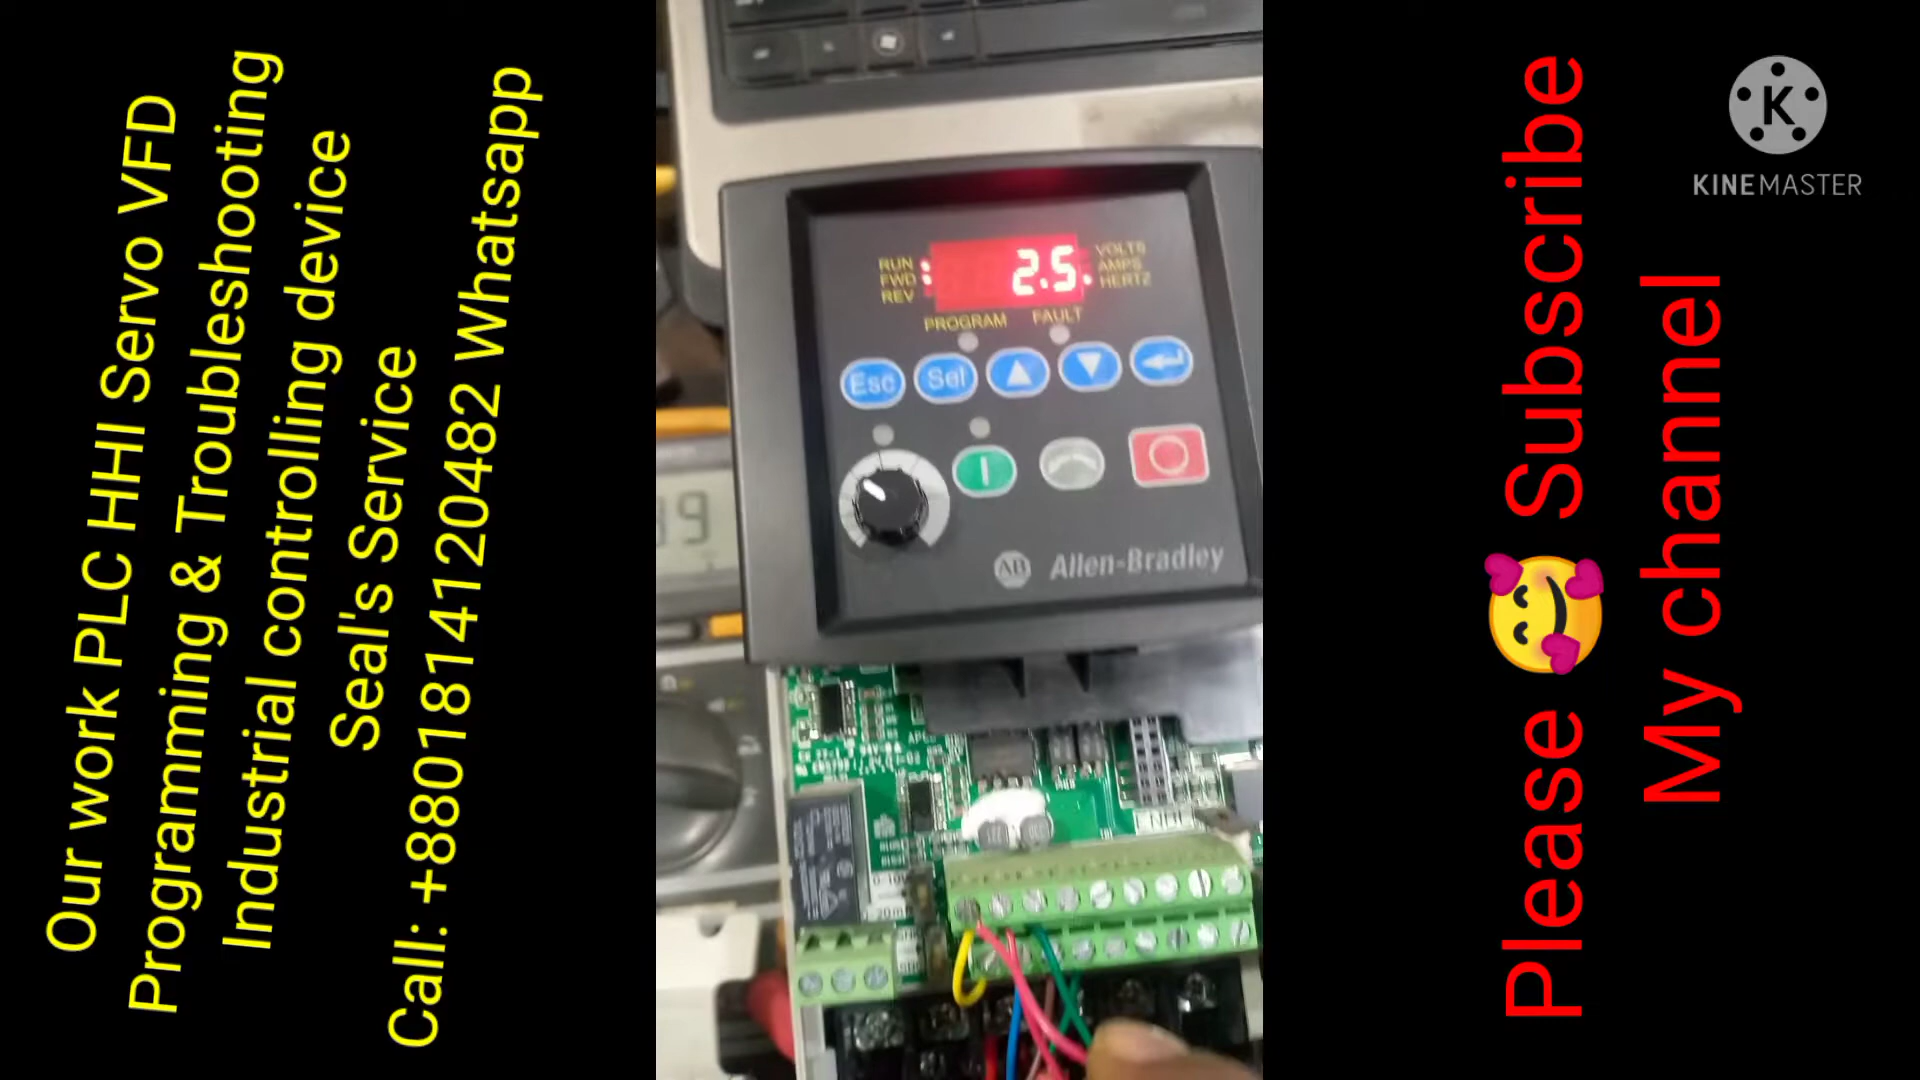 Our work PLC HHI Servo VFD
Programming & Troubleshooting
Industrial controlling device
Seal's Service
Call: +8801814120482 Whatsapp
RUN
FWD
REV
2.5
VOLTS
AMPS
HERTZ
PROGRAM FAULT
Esc Sel
AB Allen-Bradley
Please 🥰 Subscribe
My channel
K
KINEMASTER